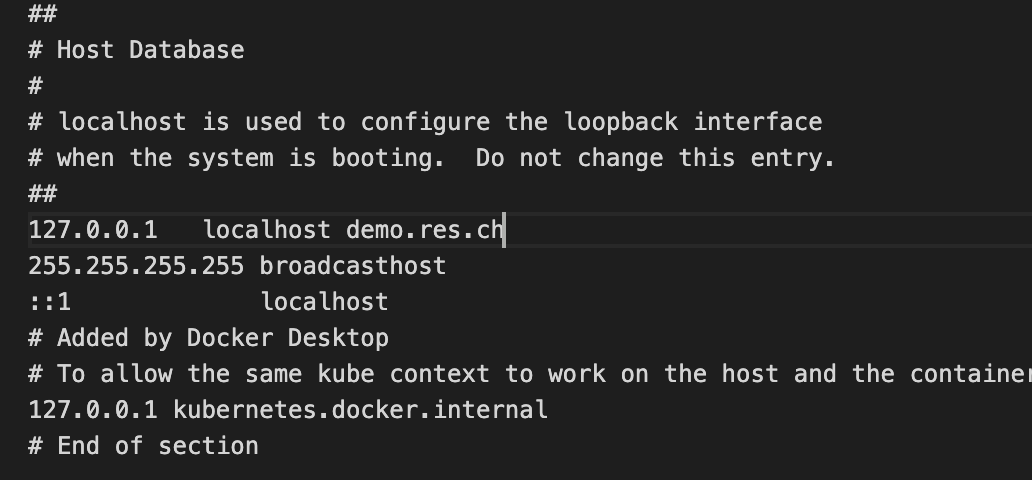 ##
# Host Database
#
# localhost is used to configure the loopback interface
# when the system is booting.  Do not change this entry.
##
127.0.0.1   localhost demo.res.ch
255.255.255.255 broadcasthost
::1             localhost
# Added by Docker Desktop
# To allow the same kube context to work on the host and the container
127.0.0.1 kubernetes.docker.internal
# End of section